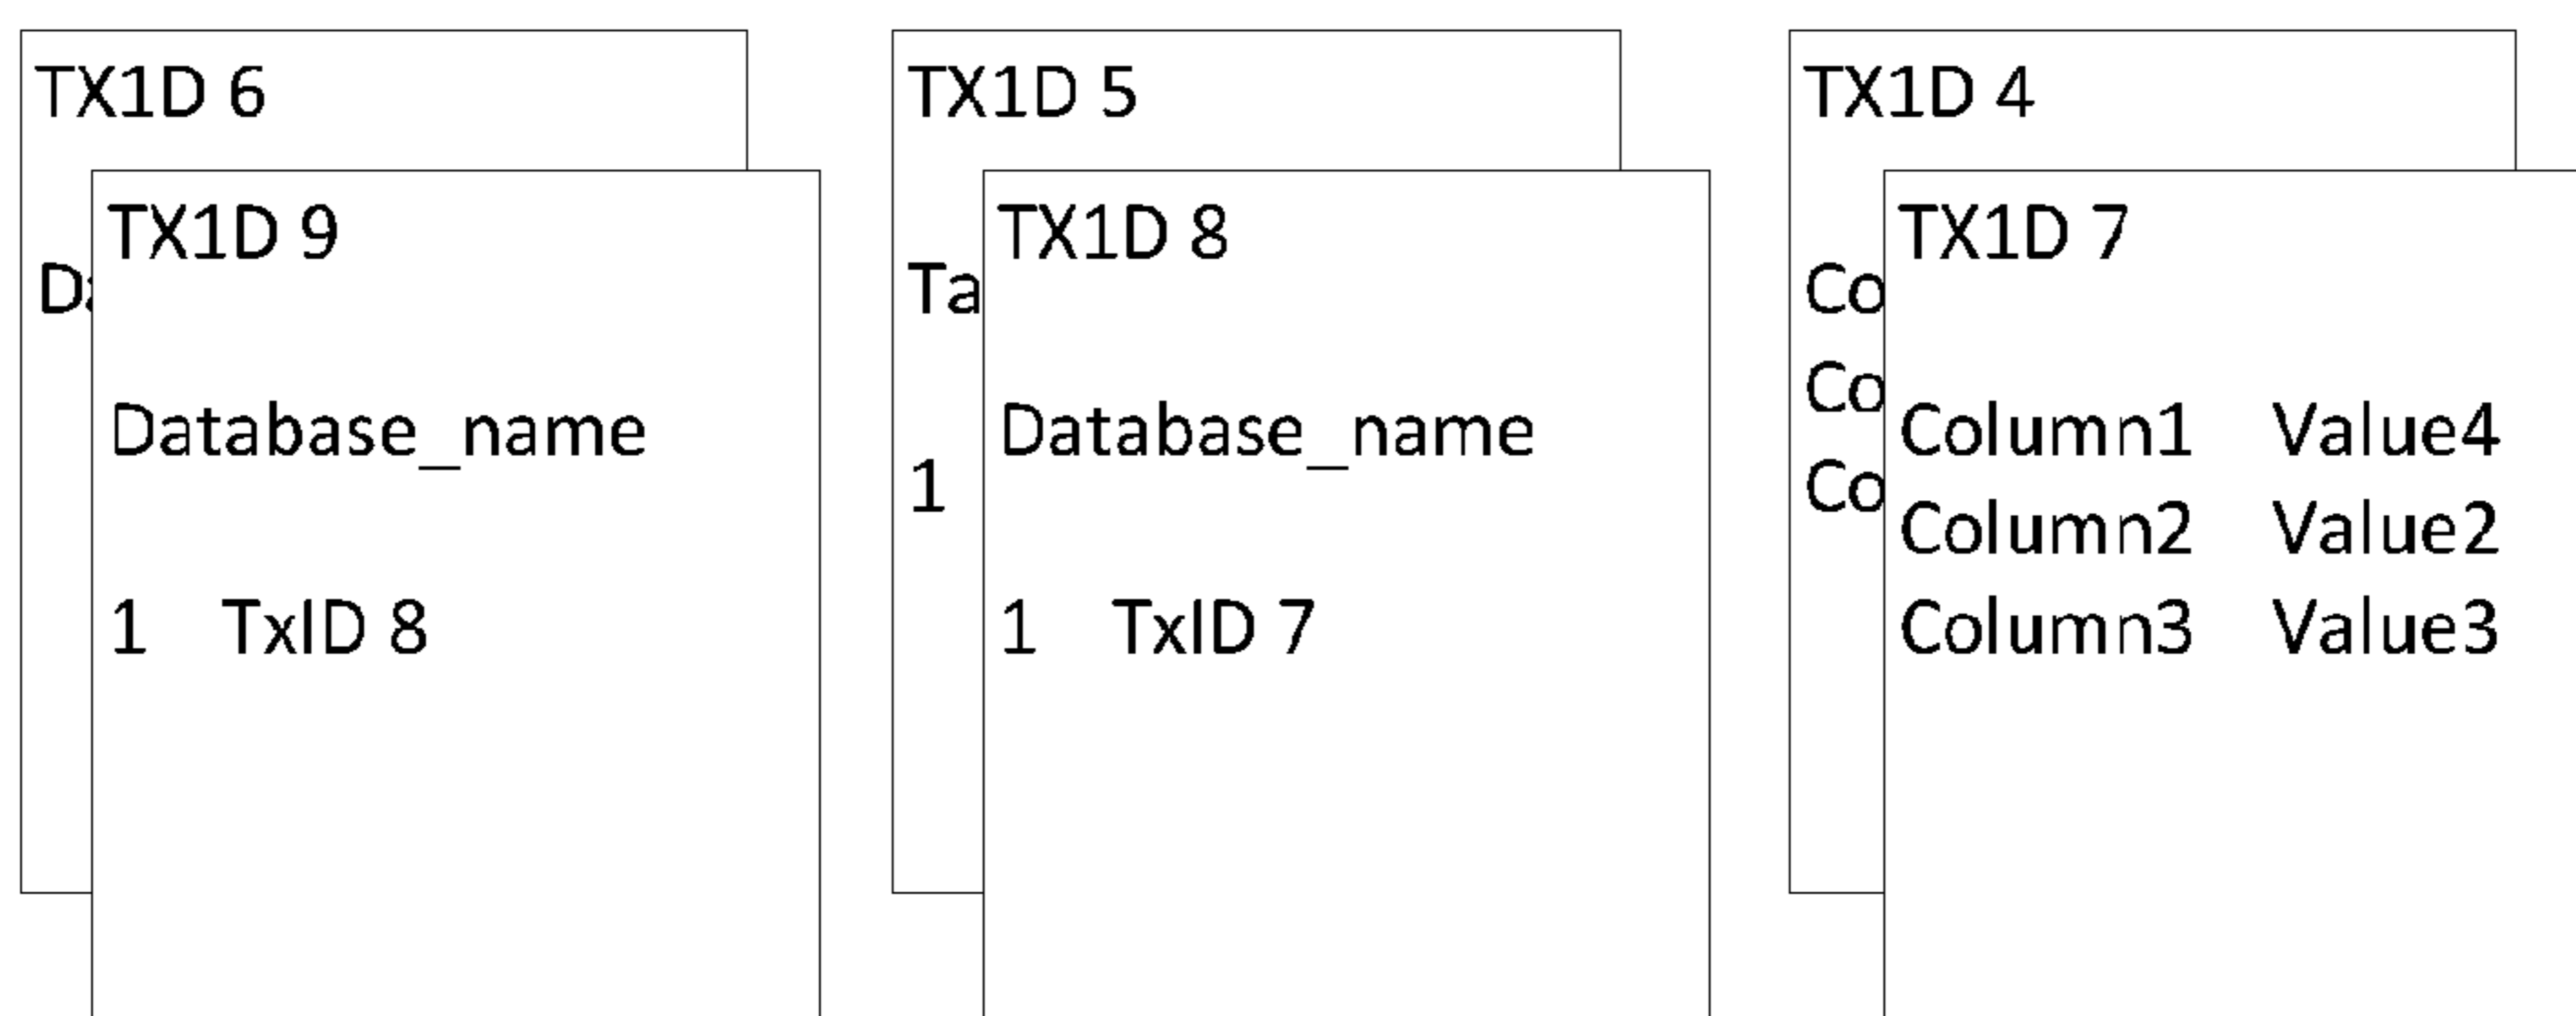 TX1D 6
TX1D 9
Database_name
1 TxID 8
TX1D 5
1
TX1D 8
Database_name
1 TxID 7
TX1D 4
TX1D 7
Column1 Value4
Column2 Value2
Column3 Value3